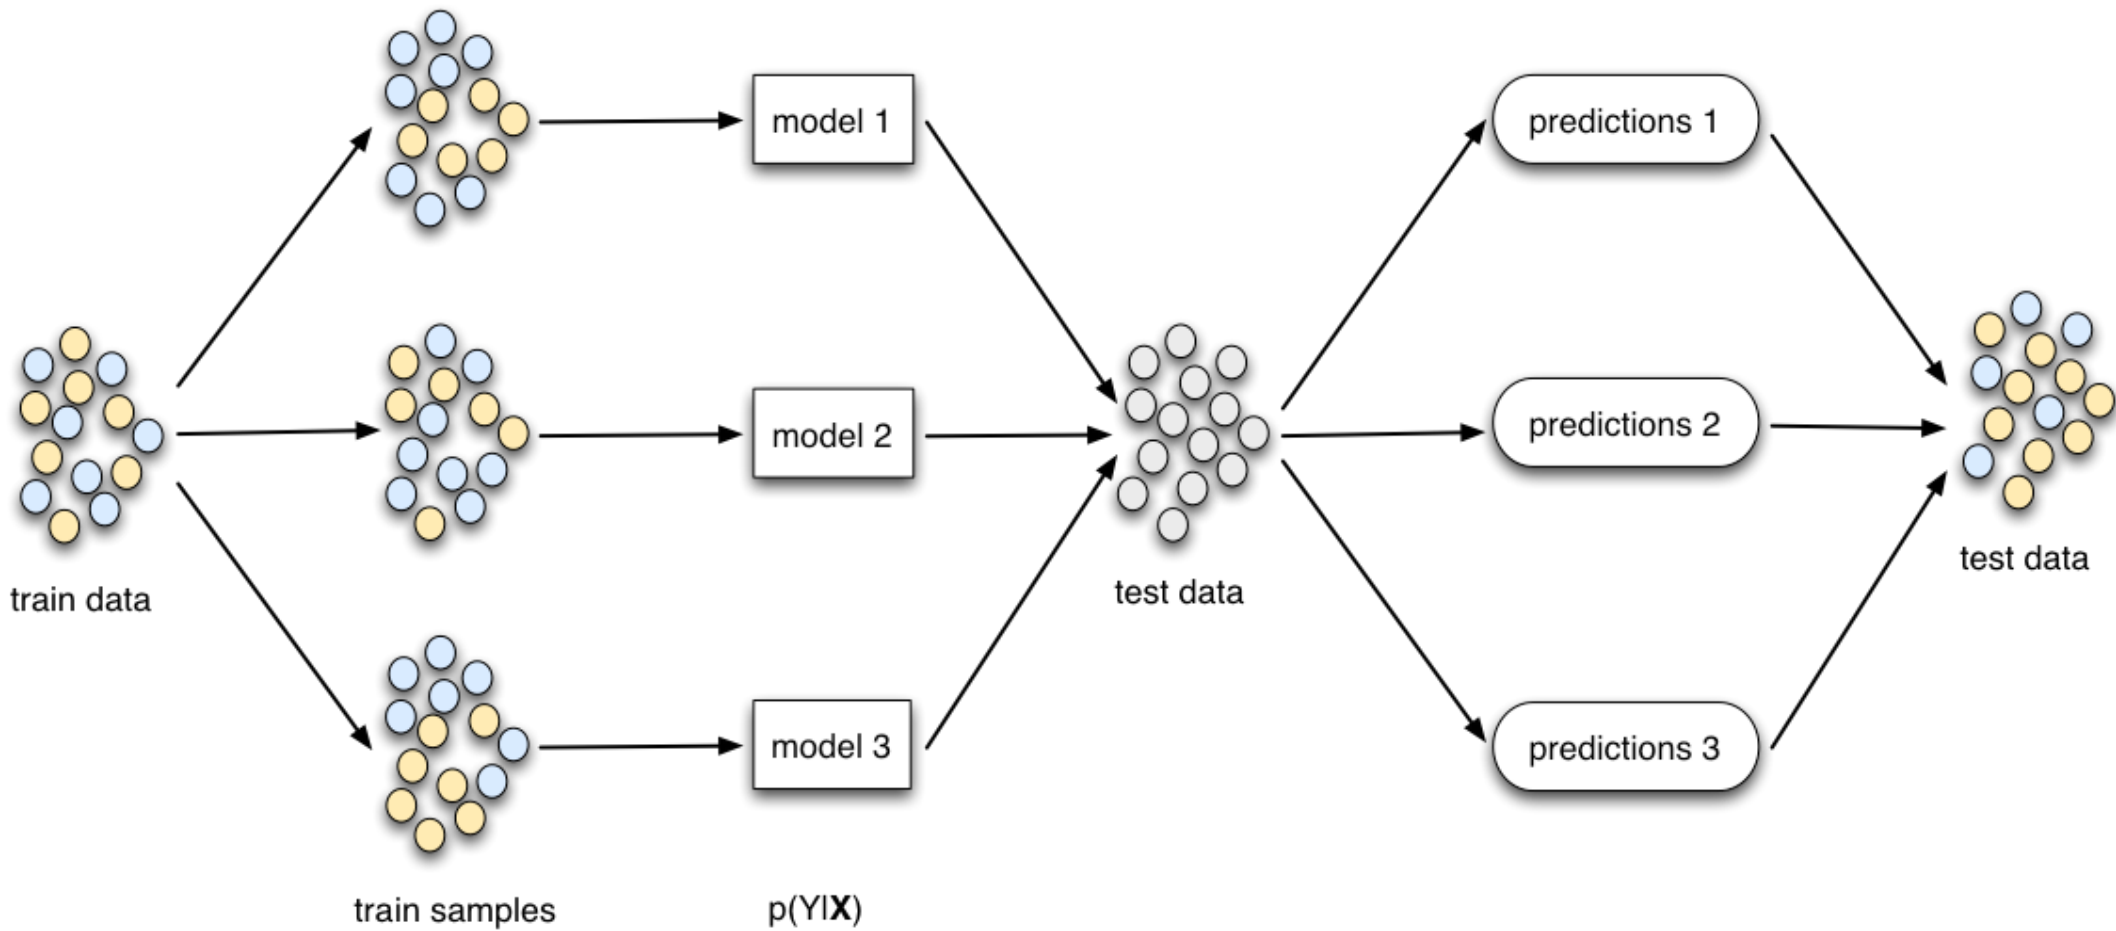 model 1
predictions 1
model 2
predictions 2
train data
test data
test data
model 3
predictions 3
train samples
p(Y|X)